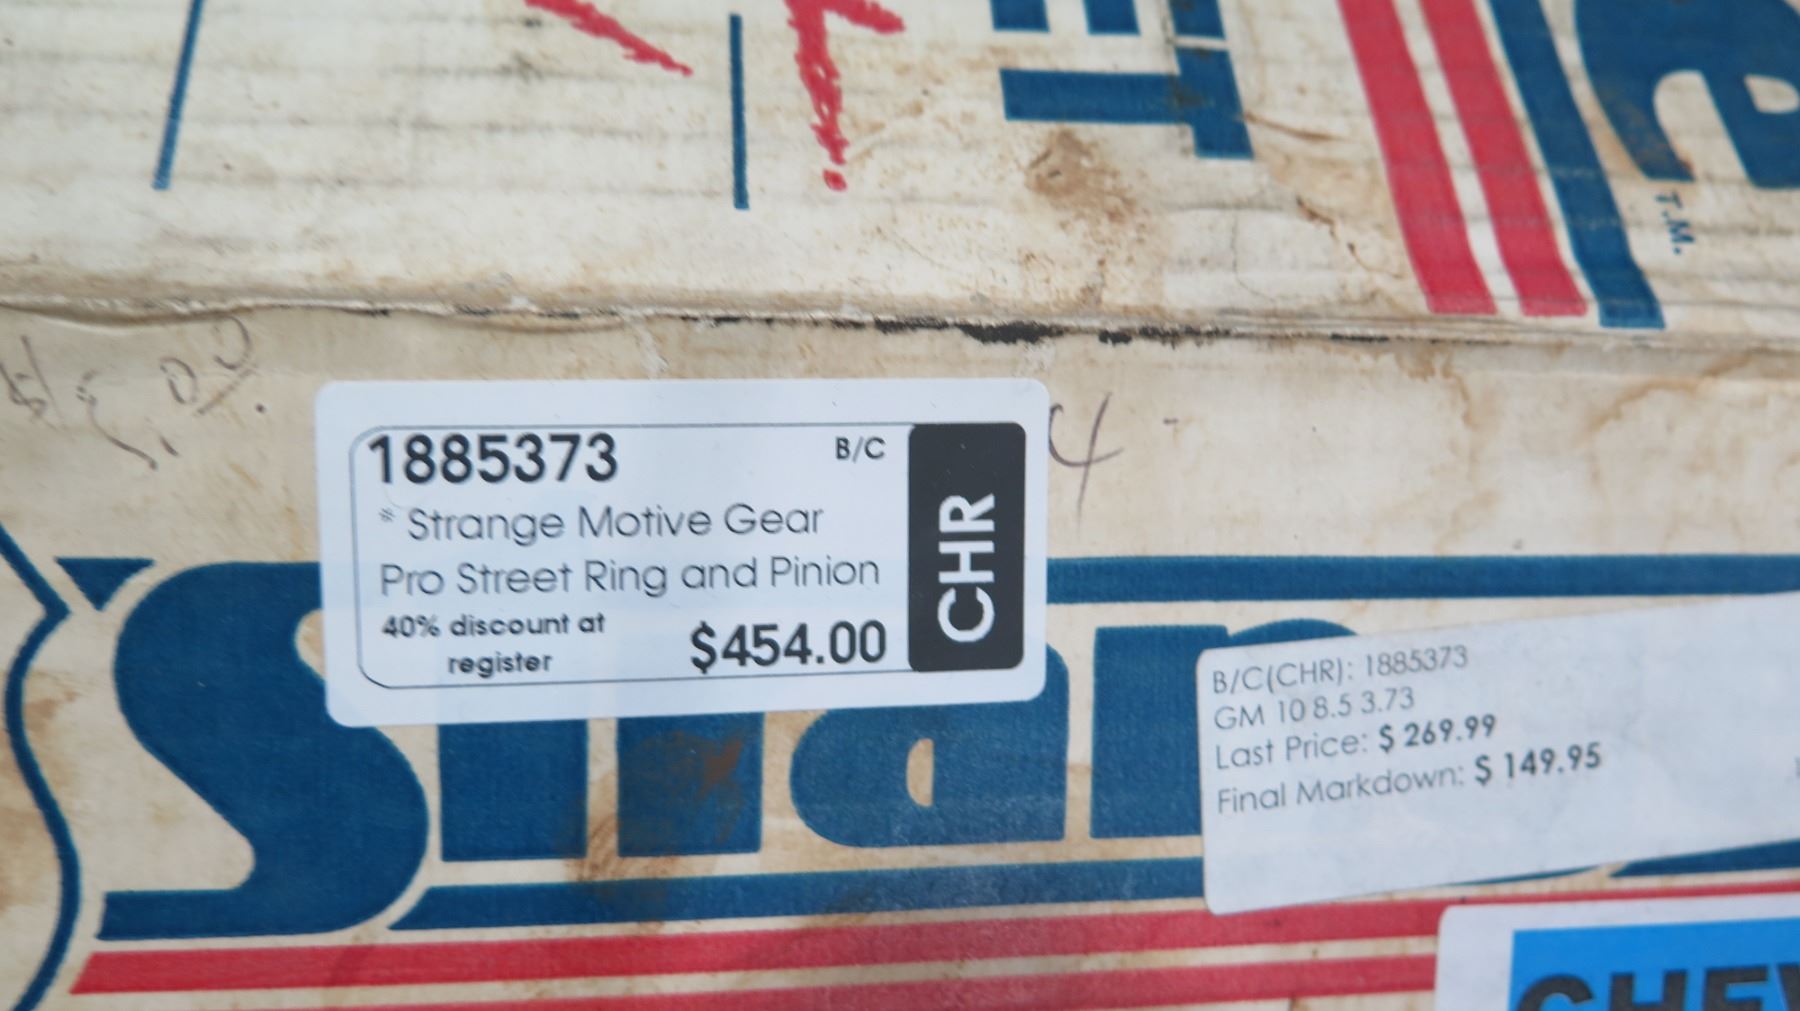 T.M.
1885373
B/C
* Strange Motive Gear
Pro Street Ring and Pinion
40% discount at
register
$454.00
CHR
4
B/C(CHR): 1885373
GM 10 8.5 3.73
Last Price: $ 269.99
Final Markdown: $ 149.95